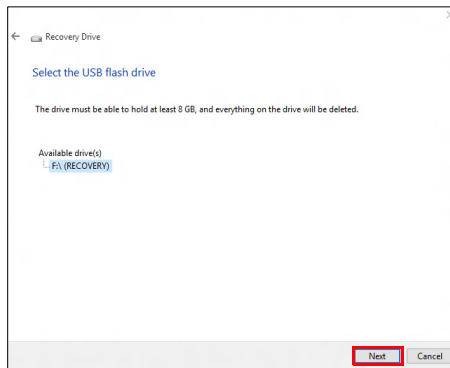 Recovery Drive
Select the USB flash drive
The drive must be able to hold at least 8 GB, and everything on the drive will be deleted.
Available drive(s)
F:\ (RECOVERY)
Next Cancel